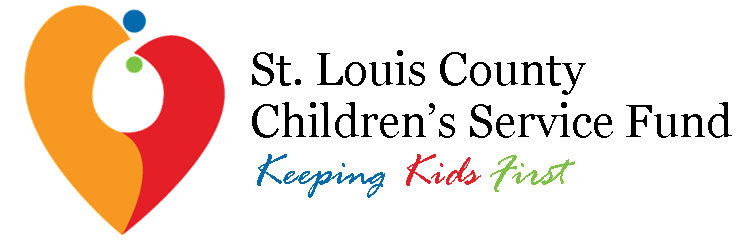 St. Louis County
Children’s Service Fund
Keeping Kids First